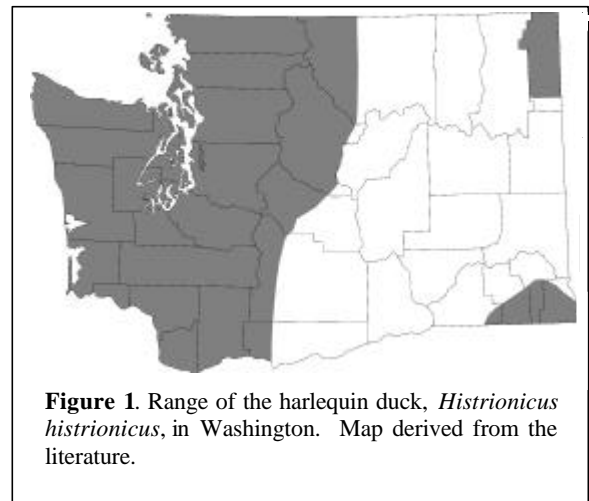 Figure 1. Range of the harlequin duck, Histrionicus
histrionicus, in Washington. Map derived from the
literature.